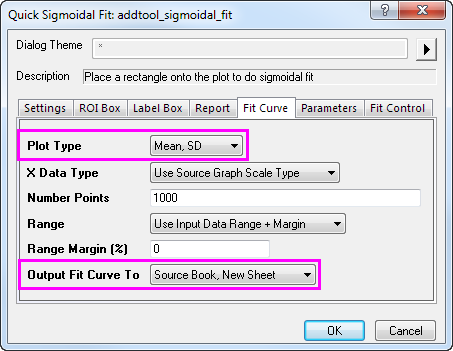 Quick Sigmoidal Fit: addtool_sigmoidal_fit
?
Dialog Theme *
Description Place a rectangle onto the plot to do sigmoidal fit
Settings ROI Box Label Box Report Fit Curve Parameters Fit Control
Plot Type Mean, SD
X Data Type Use Source Graph Scale Type
Number Points 1000
Range Use Input Data Range + Margin
Range Margin (%) 0
Output Fit Curve To Source Book, New Sheet
OK Cancel